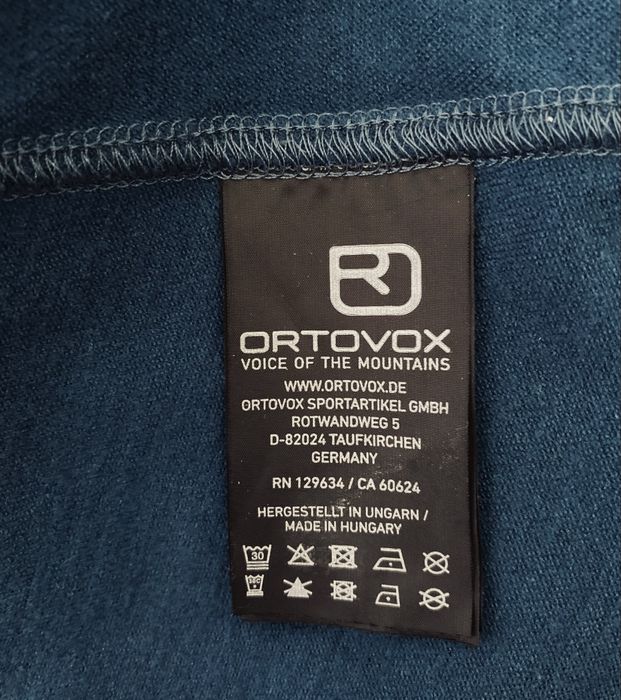 ORTOVOX
VOICE OF THE MOUNTAINS
WWW.ORTOVOX.DE
ORTOVOX SPORTARTIKEL GMBH
ROTWANDWEG 5
D-82024 TAUFKIRCHEN
GERMANY
RN 129634 / CA 60624
HERGESTELLT IN UNGARN /
MADE IN HUNGARY
30